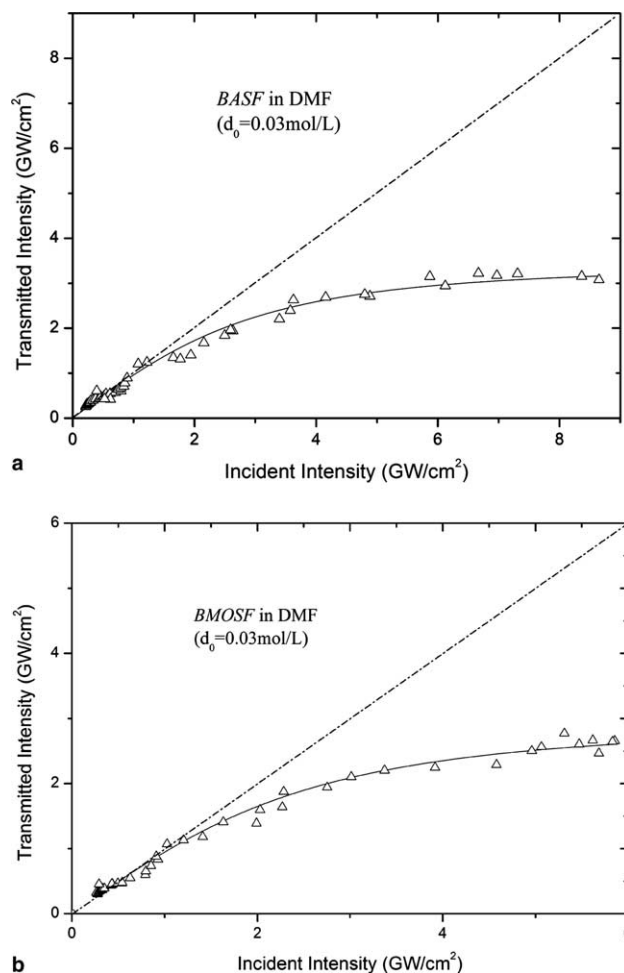 8
6
4
2
0
Transmitted Intensity (GW/cm²)
BASF in DMF
(d₀=0.03mol/L)
0 2 4 6 8
Incident Intensity (GW/cm²)
a
6
4
2
0
Transmitted Intensity (GW/cm²)
BMOSF in DMF
(d₀=0.03mol/L)
0 2 4 6
Incident Intensity (GW/cm²)
b